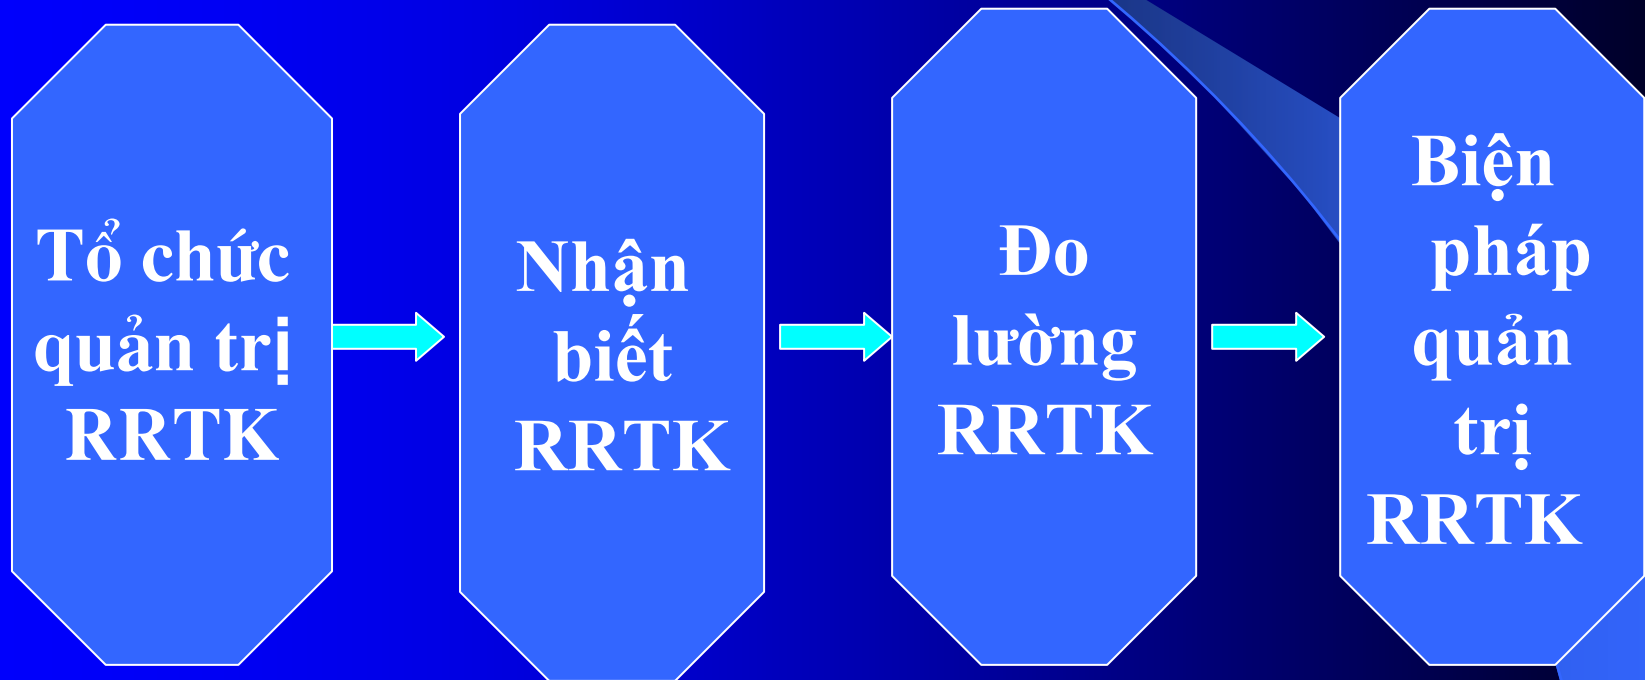 Tổ chức
quản trị
RRTK
Nhận
biết
RRTK
Đo
lường
RRTK
Biện
pháp
quản
trị
RRTK